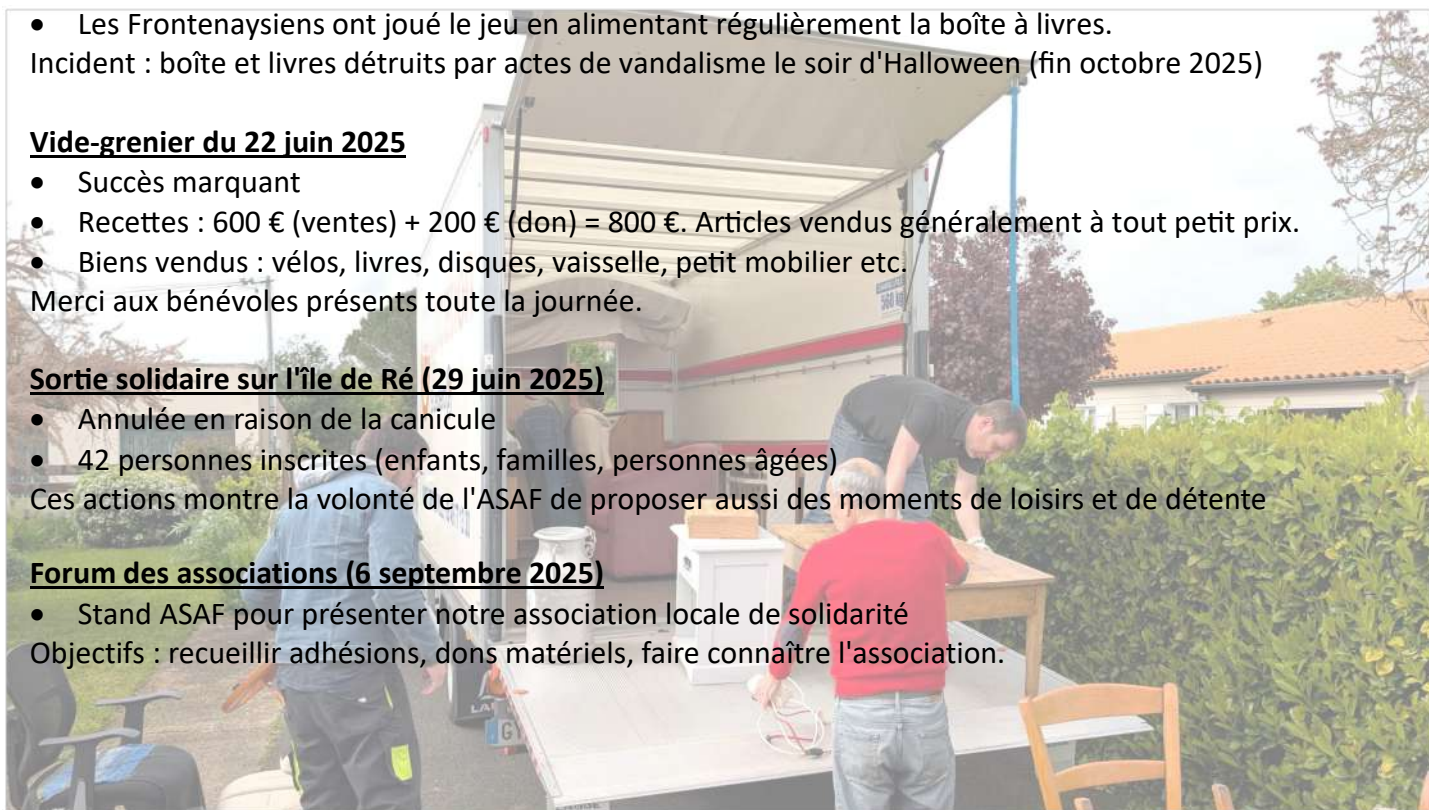 • Les Frontenaysiens ont joué le jeu en alimentant régulièrement la boîte à livres.
Incident : boîte et livres détruits par actes de vandalisme le soir d'Halloween (fin octobre 2025)
Vide-grenier du 22 juin 2025
• Succès marquant
• Recettes : 600 € (ventes) + 200 € (don) = 800 €. Articles vendus généralement à tout petit prix.
• Biens vendus : vélos, livres, disques, vaisselle, petit mobilier etc.
Merci aux bénévoles présents toute la journée.
Sortie solidaire sur l'île de Ré (29 juin 2025)
• Annulée en raison de la canicule
• 42 personnes inscrites (enfants, familles, personnes âgées)
Ces actions montre la volonté de l'ASAF de proposer aussi des moments de loisirs et de détente
Forum des associations (6 septembre 2025)
• Stand ASAF pour présenter notre association locale de solidarité
Objectifs : recueillir adhésions, dons matériels, faire connaître l'association.